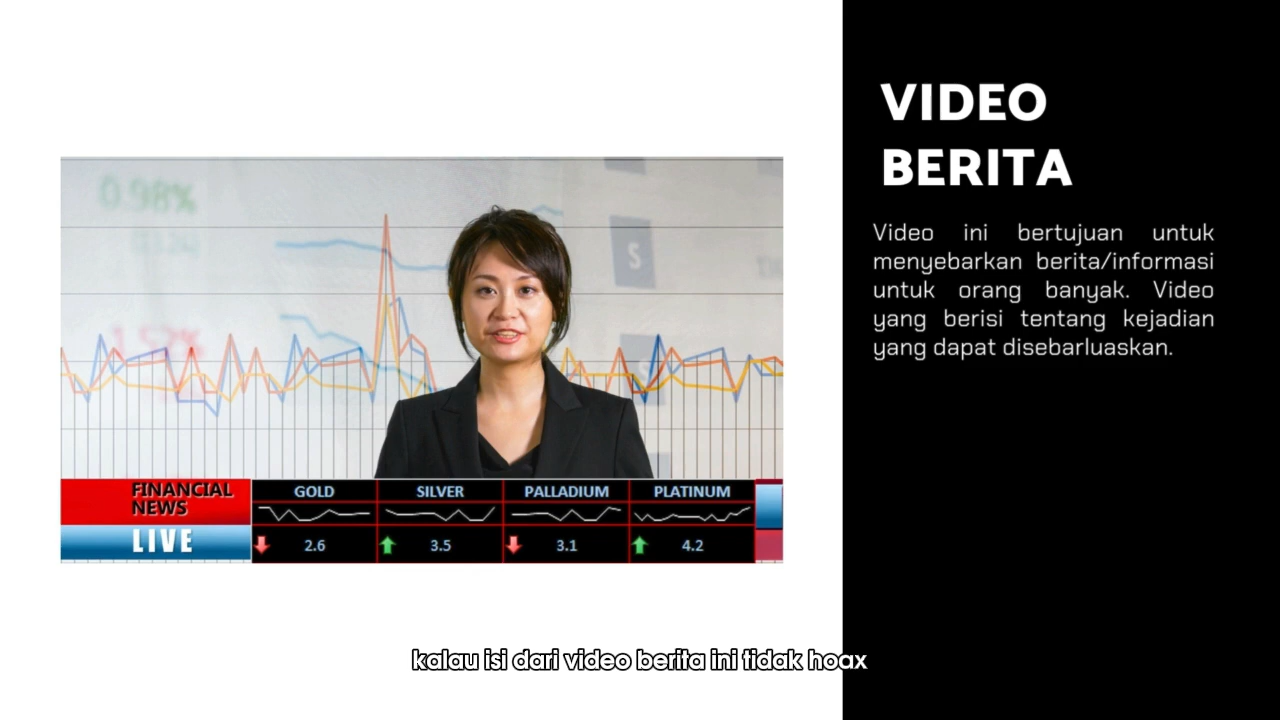 VIDEO
BERITA
Video ini bertujuan untuk
menyebarkan berita/informasi
untuk orang banyak. Video
yang berisi tentang kejadian
yang dapat disebarluaskan.
0.98%
1.52%
S
FINANCIAL
NEWS
LIVE
GOLD SILVER PALLADIUM PLATINUM
2.6 3.5 3.1 4.2
kalau isi dari video berita ini tidak hoax